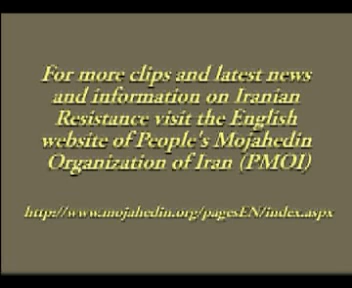 For more clips and latest news
and information on Iranian
Resistance visit the English
website of People's Mojahedin
Organization of Iran (PMOI)
http://www.mojahedin.org/pagesEN/index.aspx